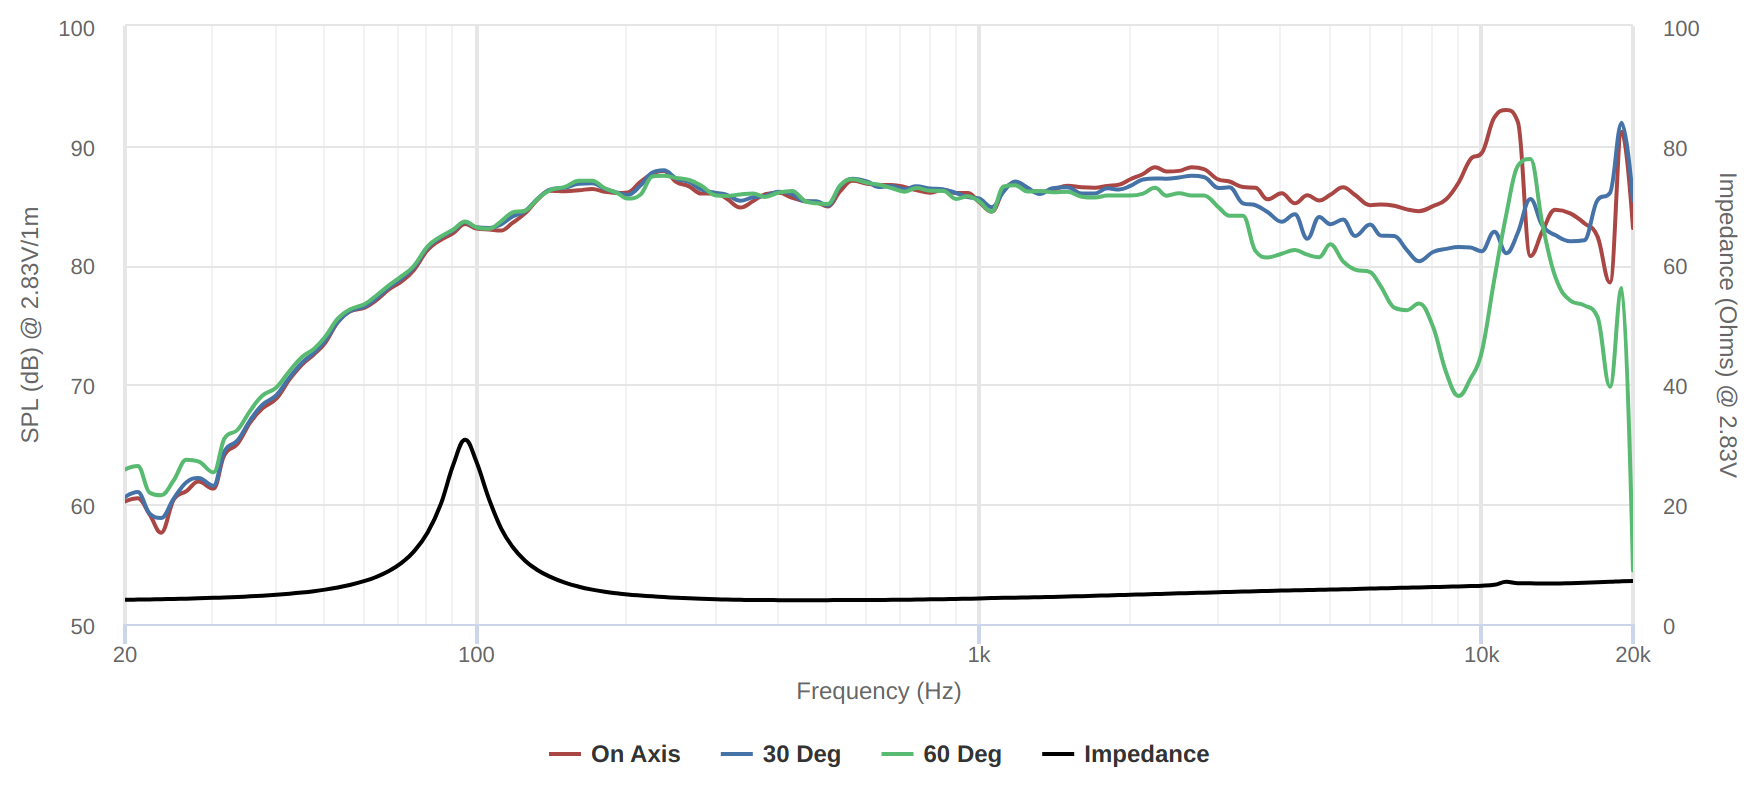 100
90
80
70
60
50
SPL (dB) @ 2.83V/1m
100
80
60
40
20
0
Impedance (Ohms) @ 2.83V
20
100
1k
10k
20k
Frequency (Hz)
On Axis
30 Deg
60 Deg
Impedance